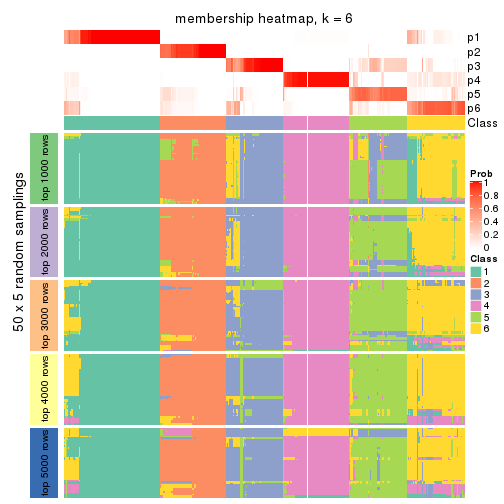 membership heatmap, k = 6
p1
p2
p3
p4
p5
p6
Class
50 x 5 random samplings
top 1000 rows
top 2000 rows
top 3000 rows
top 4000 rows
top 5000 rows
Prob
1
0.8
0.6
0.4
0.2
0
Class
1
2
3
4
5
6